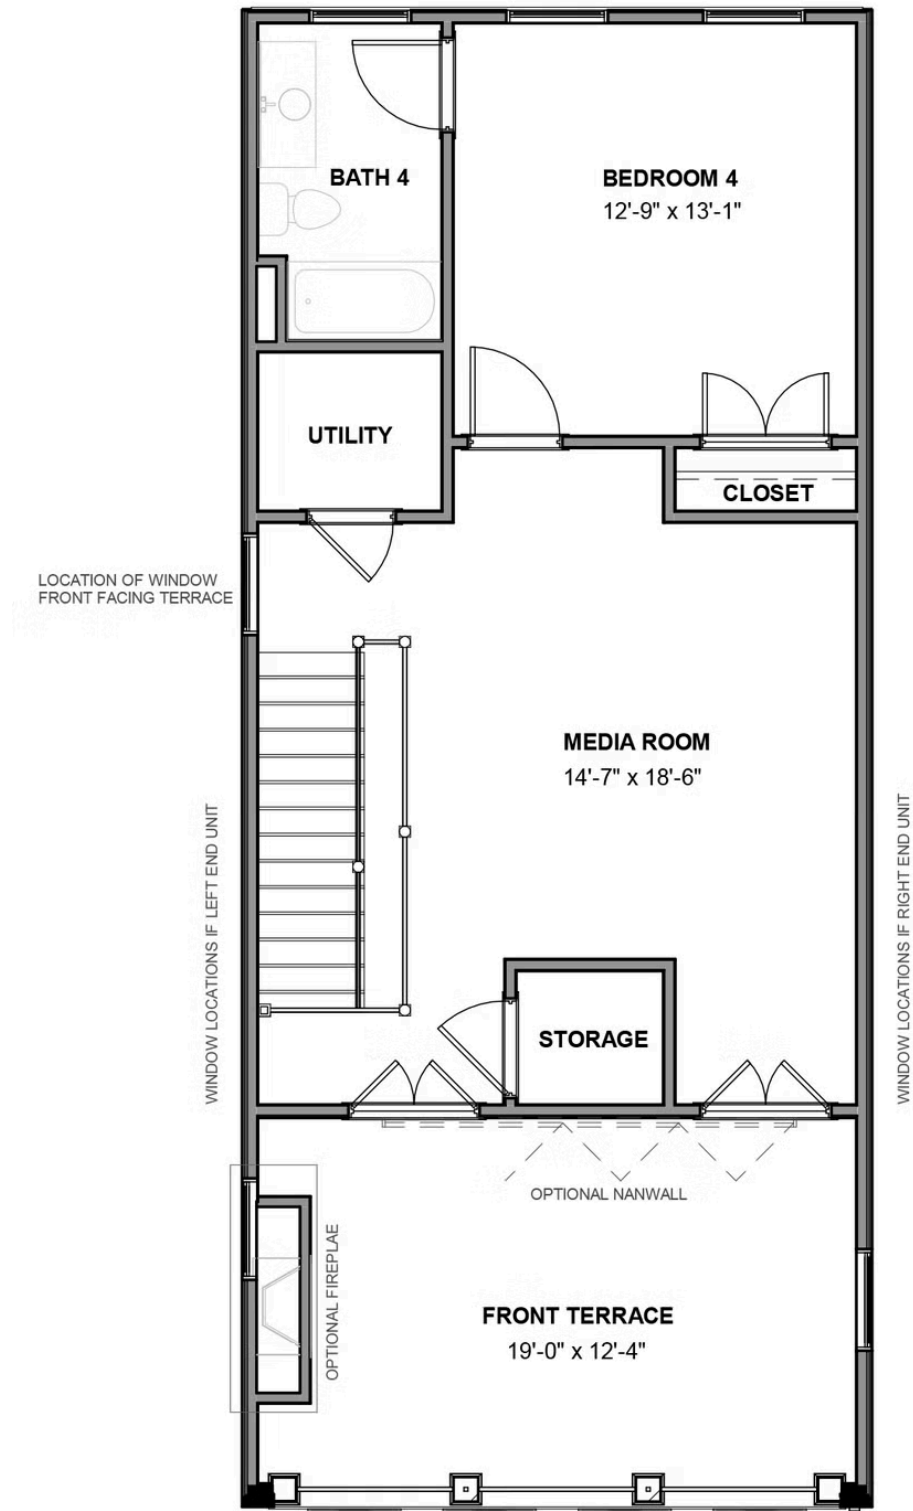 BATH 4
BEDROOM 4
12'-9" x 13'-1"
UTILITY
CLOSET
LOCATION OF WINDOW
FRONT FACING TERRACE
MEDIA ROOM
14'-7" x 18'-6"
WINDOW LOCATIONS IF LEFT END UNIT
WINDOW LOCATIONS IF RIGHT END UNIT
STORAGE
OPTIONAL NANWALL
OPTIONAL FIREPLAE
FRONT TERRACE
19'-0" x 12'-4"